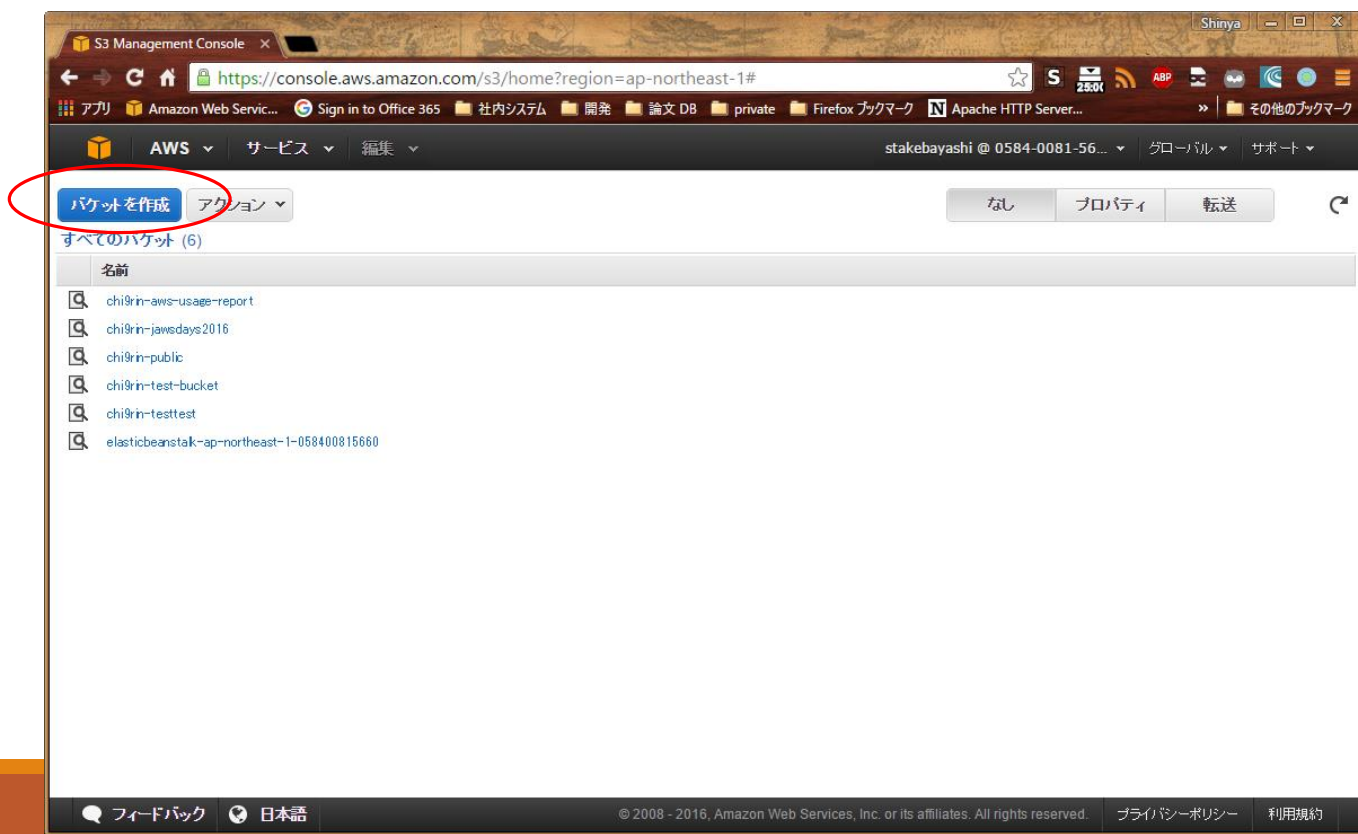 Shinya
S3 Management Console
https://console.aws.amazon.com/s3/home?region=ap-northeast-1#
S
25:0(
ABP
アプリ Amazon Web Servic... Sign in to Office 365 社内システム 開発 論文 DB private Firefox ブックマーク N Apache HTTP Server... » その他のブックマーク
AWS サービス 編集 stakebayashi @ 0584-0081-56... グローバル サポート
バケットを作成 アクション なし プロパティ 転送
すべてのバケット (6)
名前
chi9rin-aws-usage-report
chi9rin-jawsdays2016
chi9rin-public
chi9rin-test-bucket
chi9rin-testtest
elasticbeanstalk-ap-northeast-1-058400815660
フィードバック 日本語 © 2008 - 2016, Amazon Web Services, Inc. or its affiliates. All rights reserved. プライバシーポリシー 利用規約